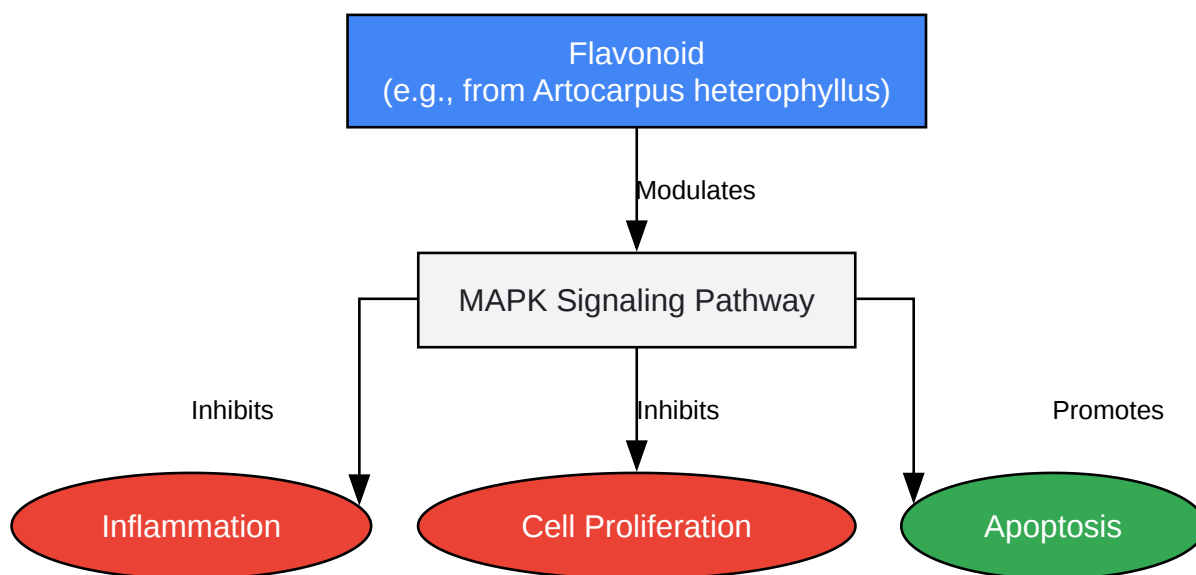 Flavonoid
(e.g., from Artocarpus heterophyllus)
Modulates
MAPK Signaling Pathway
Inhibits
Inhibits
Promotes
Inflammation
Cell Proliferation
Apoptosis